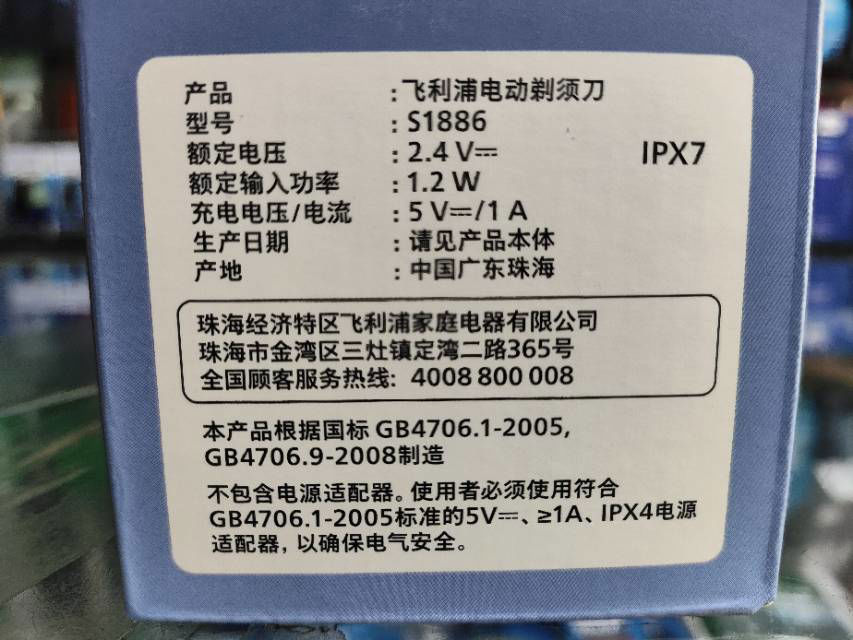 产品 : 飞利浦电动剃须刀
型号 : S1886
额定电压 : 2.4 V⎓ IPX7
额定输入功率 : 1.2 W
充电电压/电流 : 5 V⎓/1 A
生产日期 : 请见产品本体
产地 : 中国广东珠海
珠海经济特区飞利浦家庭电器有限公司
珠海市金湾区三灶镇定湾二路365号
全国顾客服务热线: 4008 800 008
本产品根据国标 GB4706.1-2005,
GB4706.9-2008制造
不包含电源适配器。使用者必须使用符合
GB4706.1-2005标准的5V⎓、≥1A、IPX4电源
适配器, 以确保电气安全。